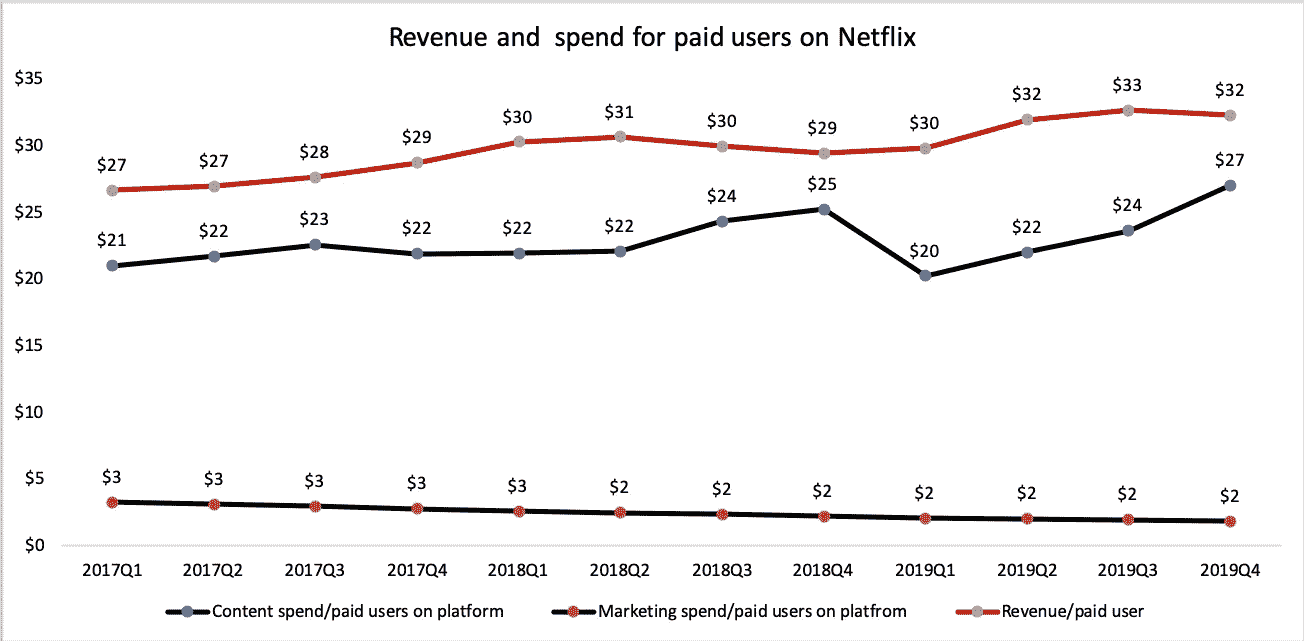 Revenue and  spend for paid users on Netflix
$35
$30
$25
$20
$15
$10
$5
$0
$27 $27 $28 $29 $30 $31 $30 $29 $30 $32 $33 $32
$21 $22 $23 $22 $22 $22 $24 $25 $20 $22 $24 $27
$3 $3 $3 $3 $3 $2 $2 $2 $2 $2 $2 $2
2017Q1 2017Q2 2017Q3 2017Q4 2018Q1 2018Q2 2018Q3 2018Q4 2019Q1 2019Q2 2019Q3 2019Q4
Content spend/paid users on platform Marketing spend/paid users on platfrom Revenue/paid user